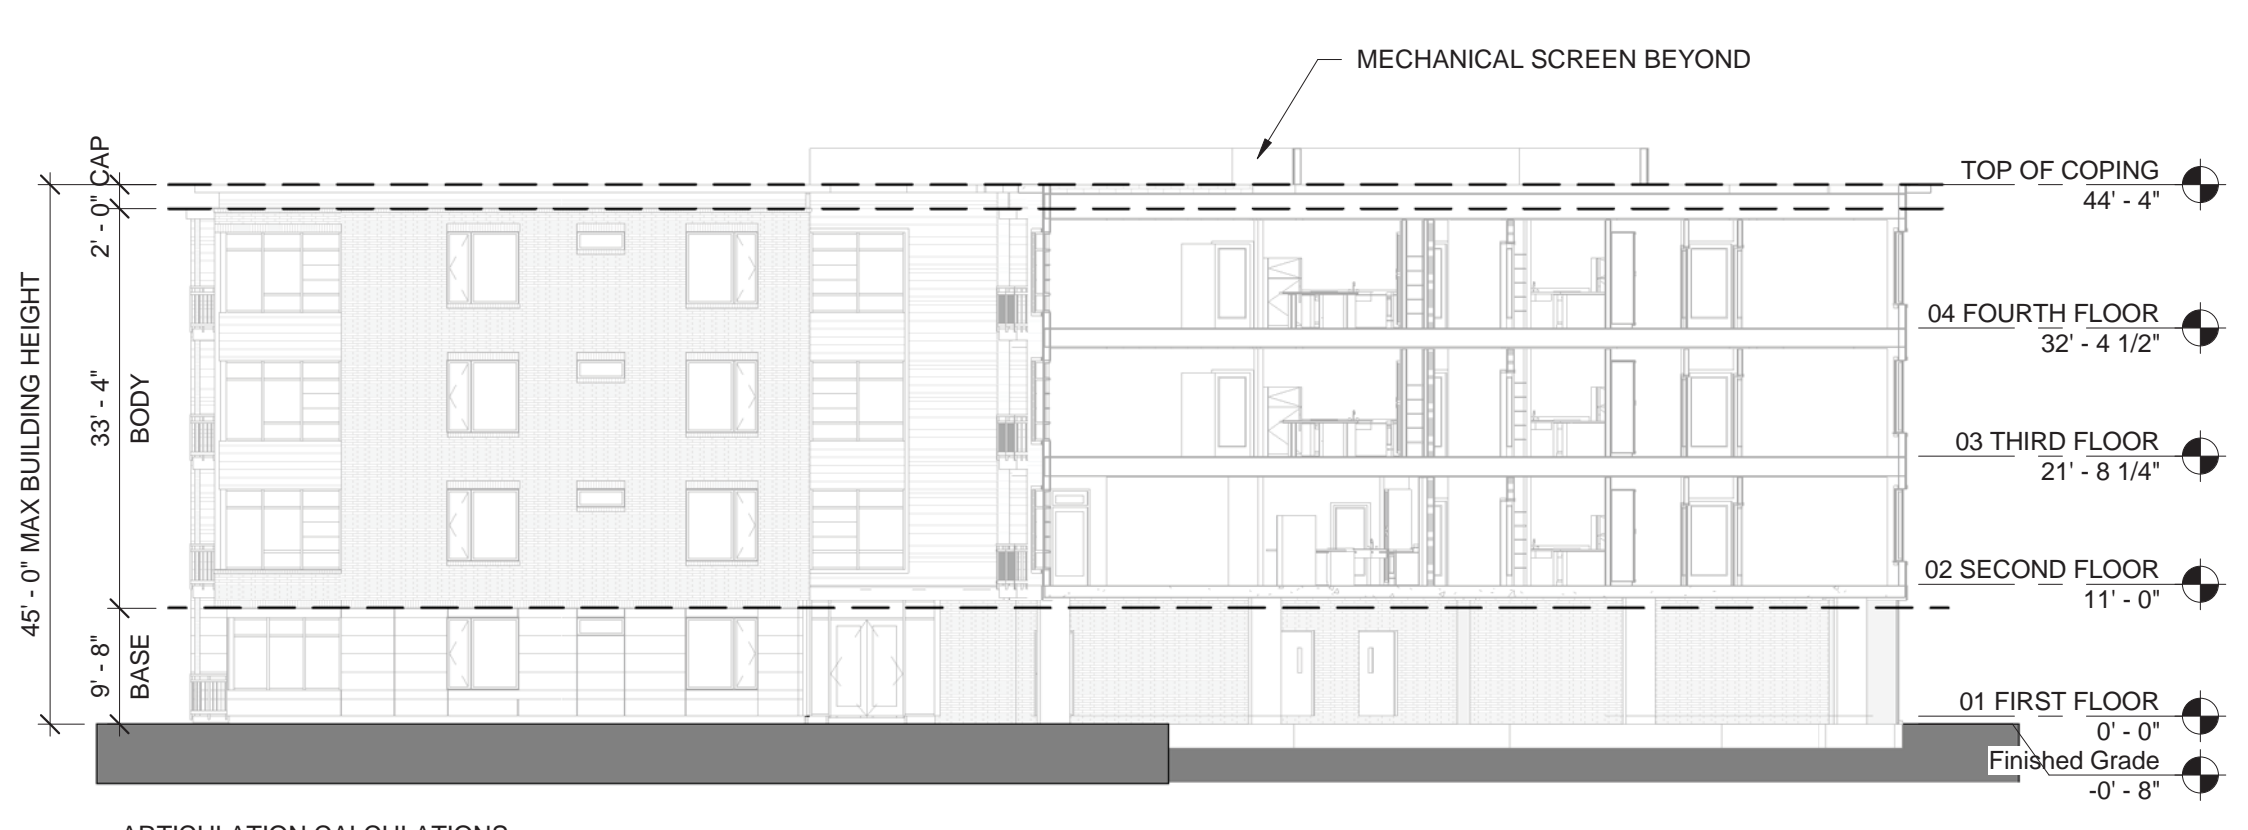 MECHANICAL SCREEN BEYOND
CAP
2' - 0"
45' - 0" MAX BUILDING HEIGHT
33' - 4"
BODY
9' - 8"
BASE
TOP OF COPING
44' - 4"
04 FOURTH FLOOR
32' - 4 1/2"
03 THIRD FLOOR
21' - 8 1/4"
02 SECOND FLOOR
11' - 0"
01 FIRST FLOOR
0' - 0"
Finished Grade
-0' - 8"
ARTICULATION CALCULATIONS